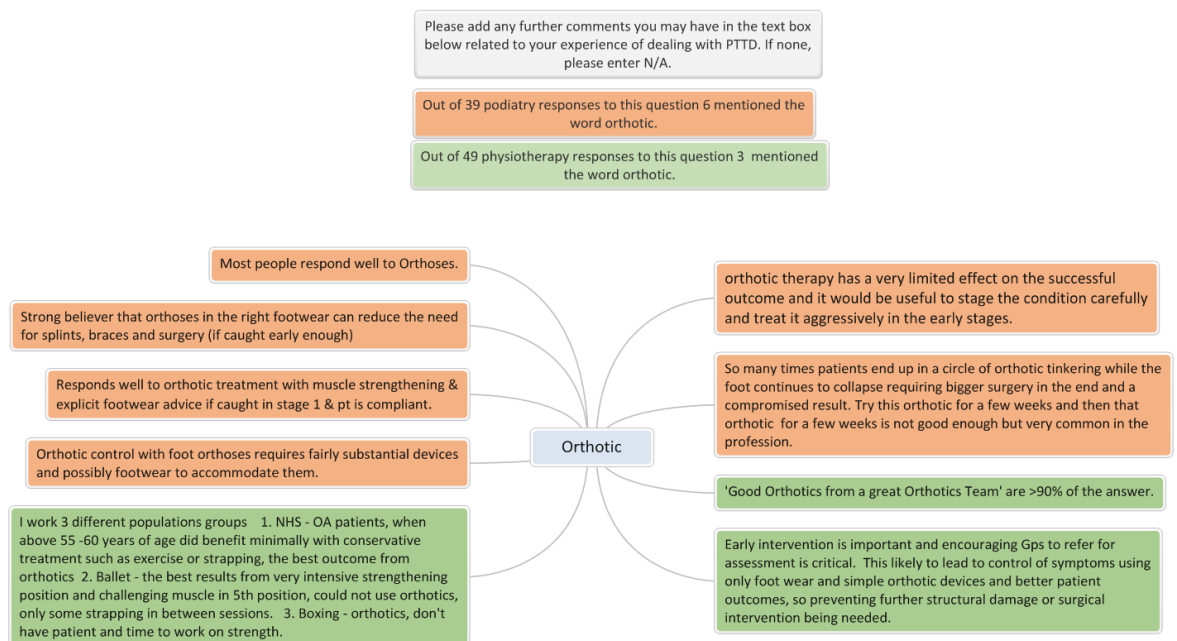 Please add any further comments you may have in the text box
below related to your experience of dealing with PTTD. If none,
please enter N/A.
Out of 39 podiatry responses to this question 6 mentioned the
word orthotic.
Out of 49 physiotherapy responses to this question 3  mentioned
the word orthotic.
Most people respond well to Orthoses.
Strong believer that orthoses in the right footwear can reduce the need
for splints, braces and surgery (if caught early enough)
Responds well to orthotic treatment with muscle strengthening &
explicit footwear advice if caught in stage 1 & pt is compliant.
Orthotic control with foot orthoses requires fairly substantial devices
and possibly footwear to accommodate them.
I work 3 different populations groups    1. NHS - OA patients, when
above 55 -60 years of age did benefit minimally with conservative
treatment such as exercise or strapping, the best outcome from
orthotics  2. Ballet - the best results from very intensive strengthening
position and challenging muscle in 5th position, could not use orthotics,
only some strapping in between sessions.   3. Boxing - orthotics, don't
have patient and time to work on strength.
Orthotic
orthotic therapy has a very limited effect on the successful
outcome and it would be useful to stage the condition carefully
and treat it aggressively in the early stages.
So many times patients end up in a circle of orthotic tinkering while the
foot continues to collapse requiring bigger surgery in the end and a
compromised result. Try this orthotic for a few weeks and then that
orthotic  for a few weeks is not good enough but very common in the
profession.
'Good Orthotics from a great Orthotics Team' are >90% of the answer.
Early intervention is important and encouraging Gps to refer for
assessment is critical.  This likely to lead to control of symptoms using
only foot wear and simple orthotic devices and better patient
outcomes, so preventing further structural damage or surgical
intervention being needed.